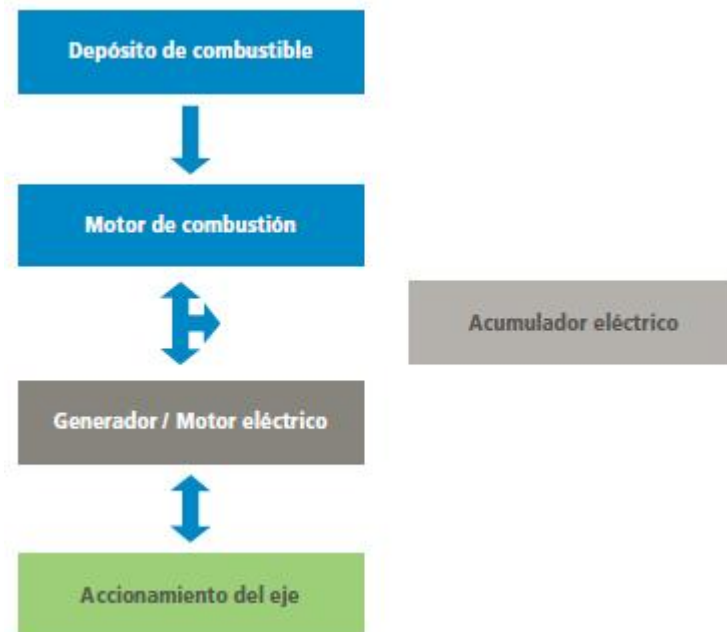 Depósito de combustible
Motor de combustión
Acumulador eléctrico
Generador / Motor eléctrico
Accionamiento del eje